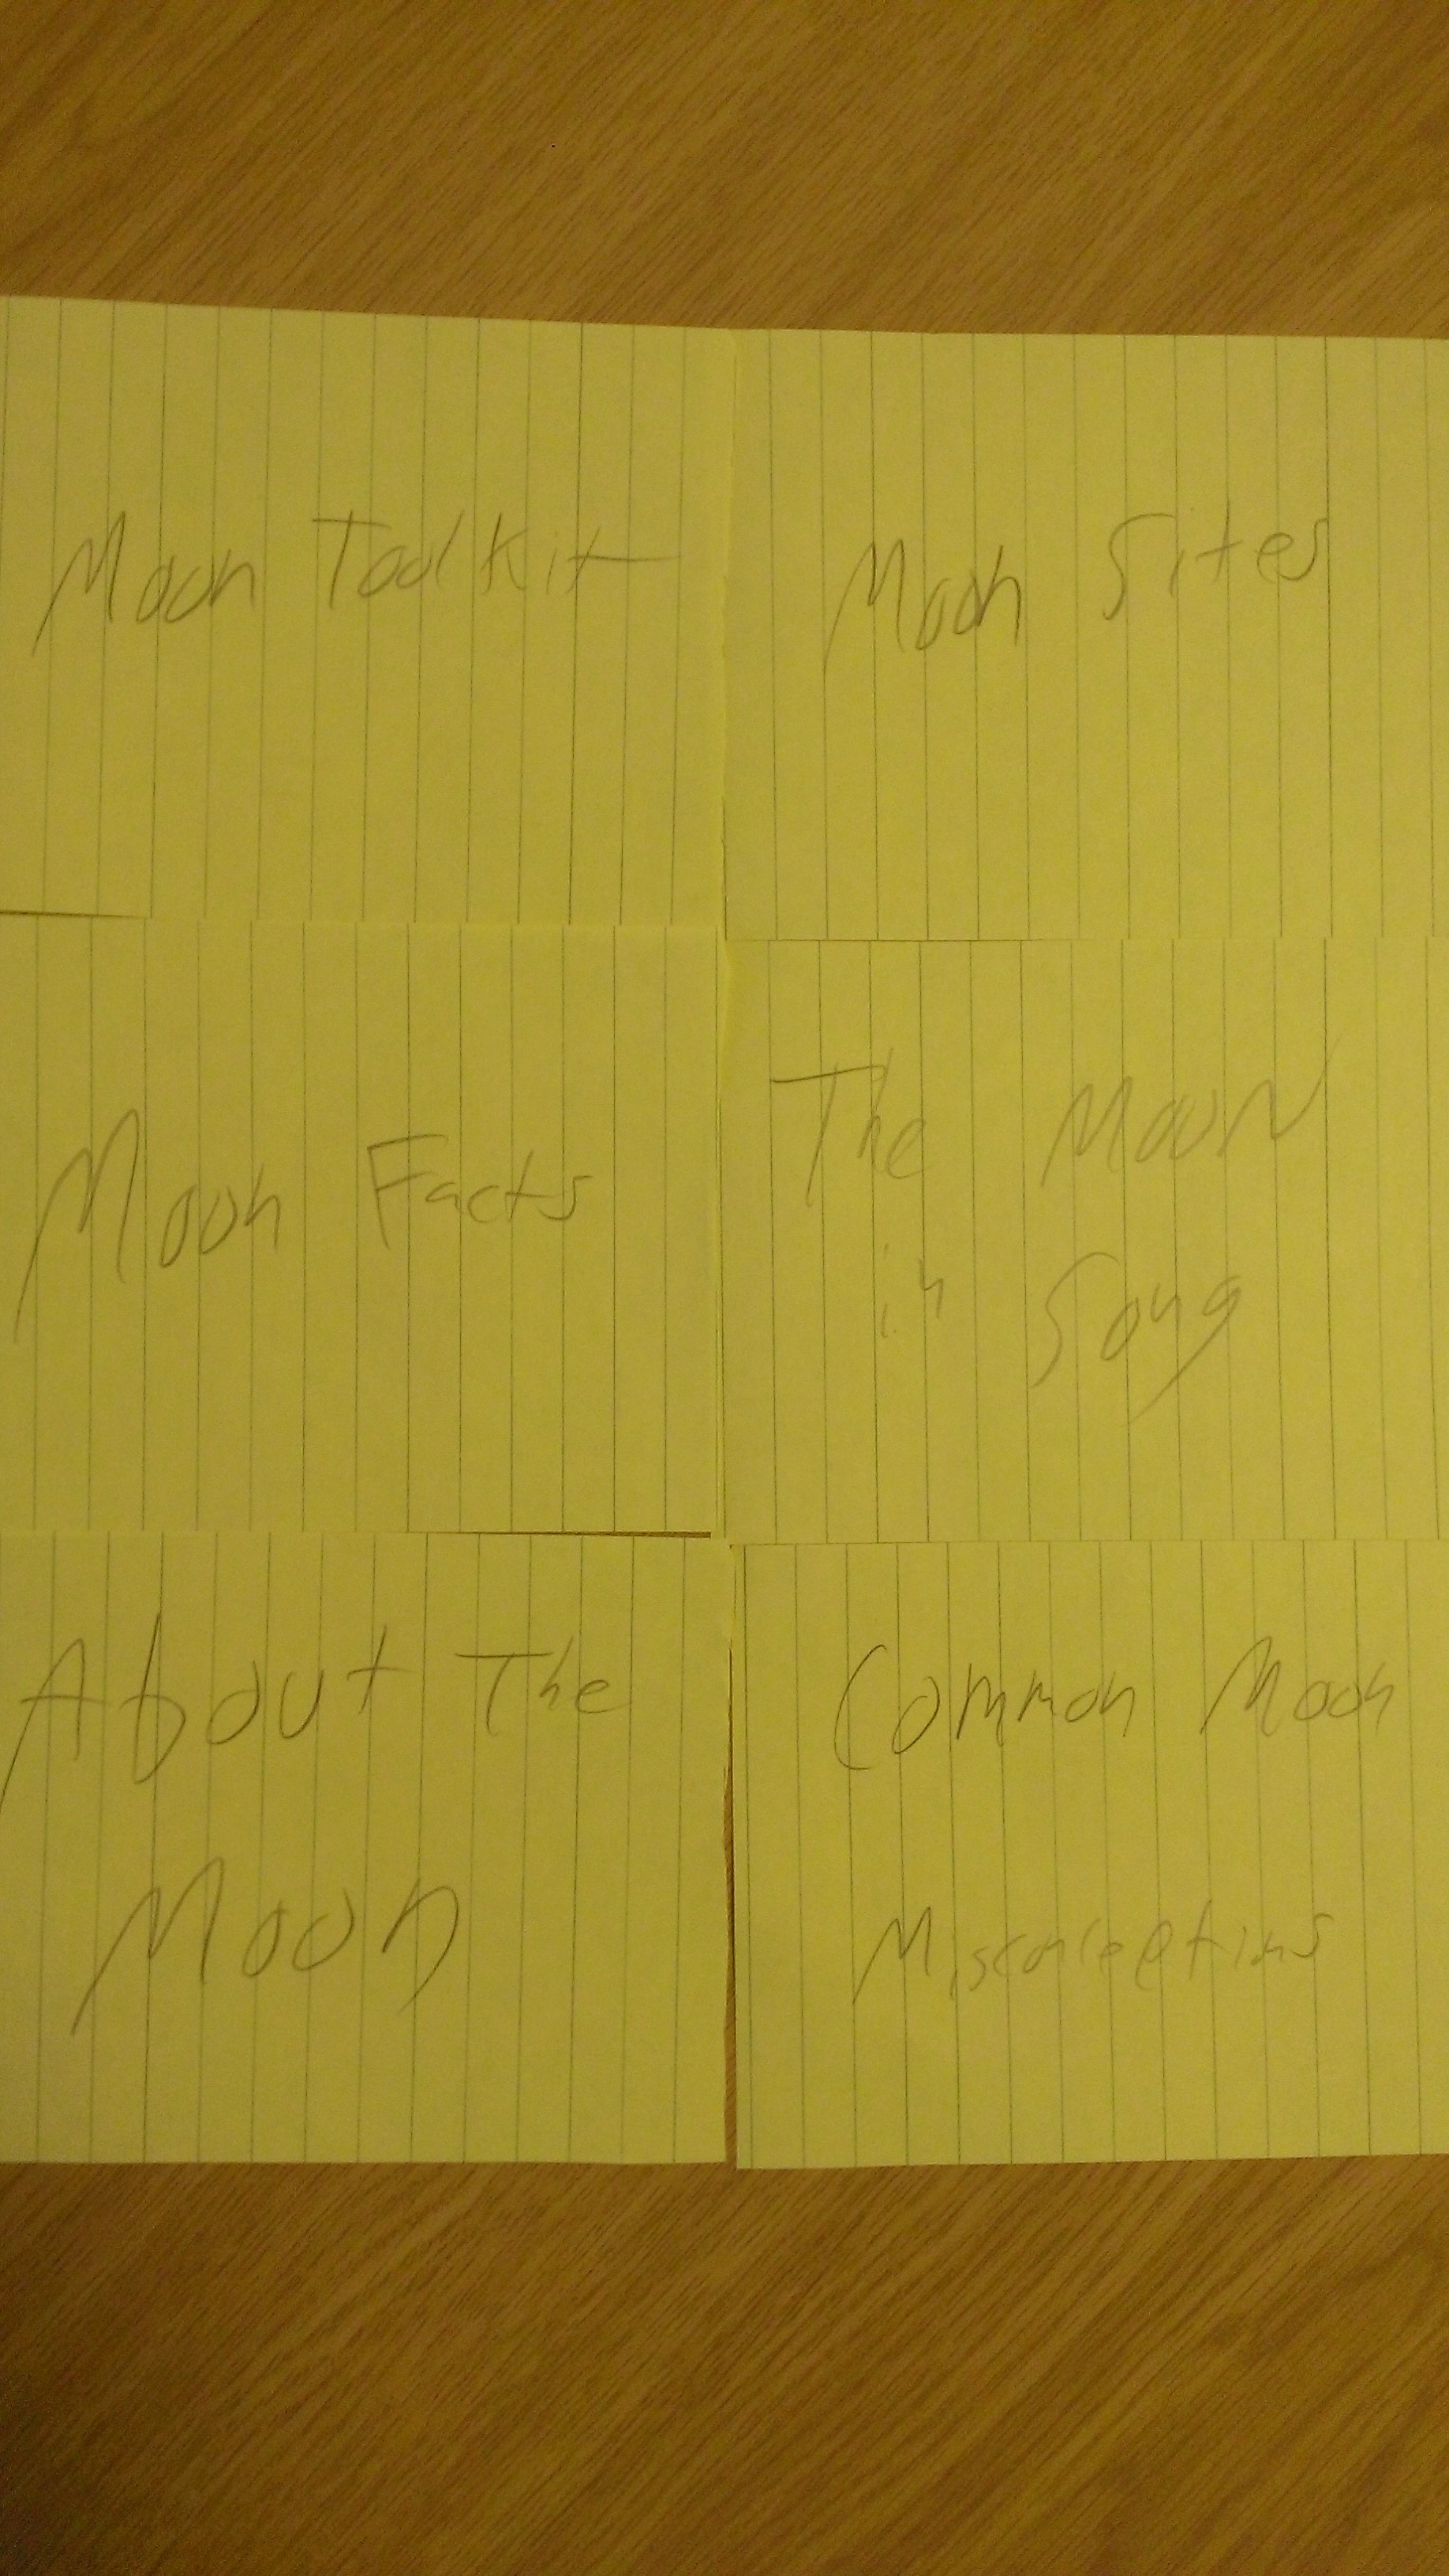 Moon Toolkit
Moon Sites
Moon Facts
The Moon
in Song
About The
Moon
Common Moon
Misconceptions